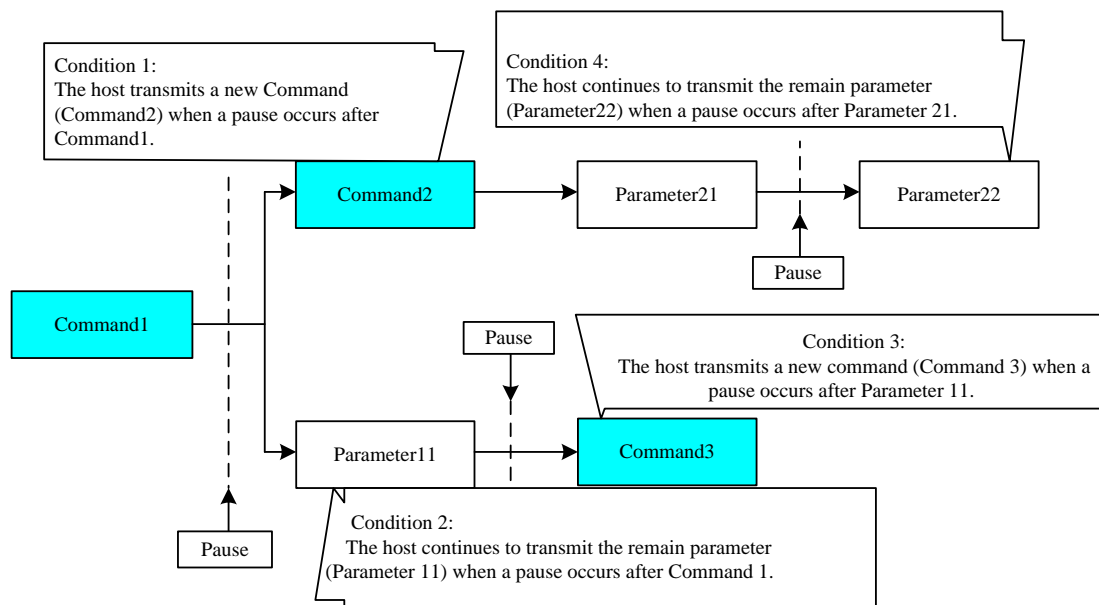 Condition 1:
The host transmits a new Command
(Command2) when a pause occurs after
Command1.
Condition 4:
The host continues to transmit the remain parameter
(Parameter22) when a pause occurs after Parameter 21.
Command2
Parameter21
Parameter22
Pause
Command1
Pause
Condition 3:
The host transmits a new command (Command 3) when a
pause occurs after Parameter 11.
Parameter11
Command3
Pause
Condition 2:
The host continues to transmit the remain parameter
(Parameter 11) when a pause occurs after Command 1.